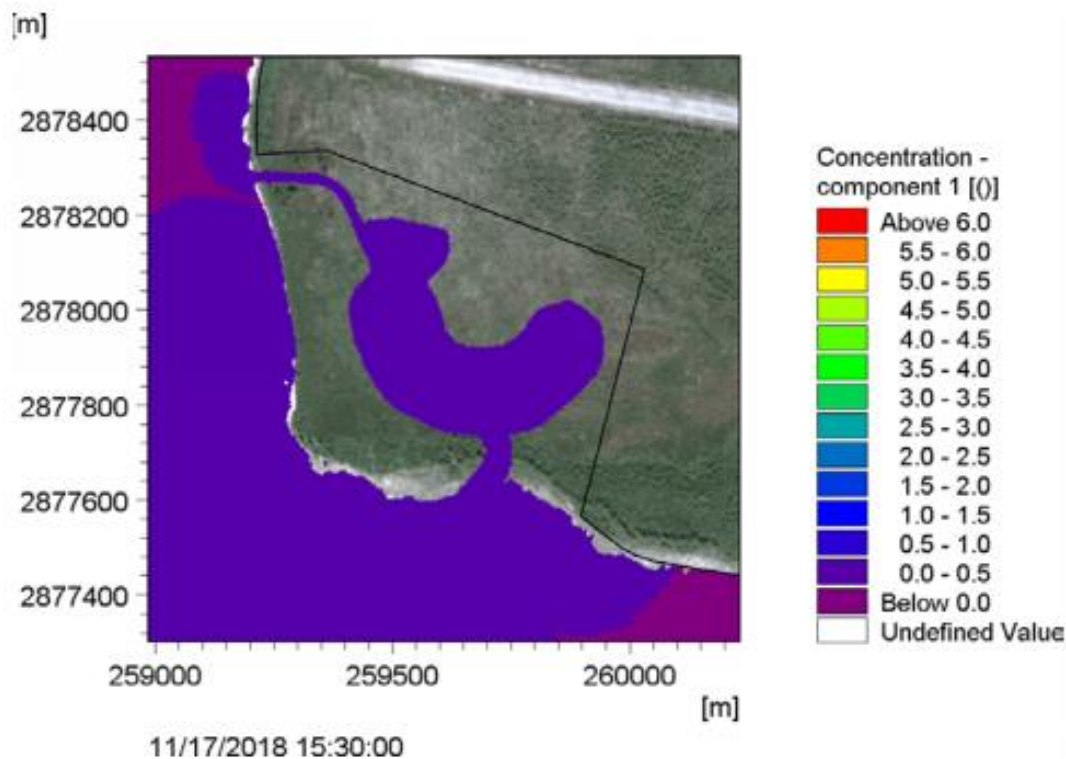 [m]
2878400
2878200
2878000
2877800
2877600
2877400
259000 259500 260000
[m]
11/17/2018 15:30:00
Concentration -
component 1 [()]
Above 6.0
5.5 - 6.0
5.0 - 5.5
4.5 - 5.0
4.0 - 4.5
3.5 - 4.0
3.0 - 3.5
2.5 - 3.0
2.0 - 2.5
1.5 - 2.0
1.0 - 1.5
0.5 - 1.0
0.0 - 0.5
Below 0.0
Undefined Value